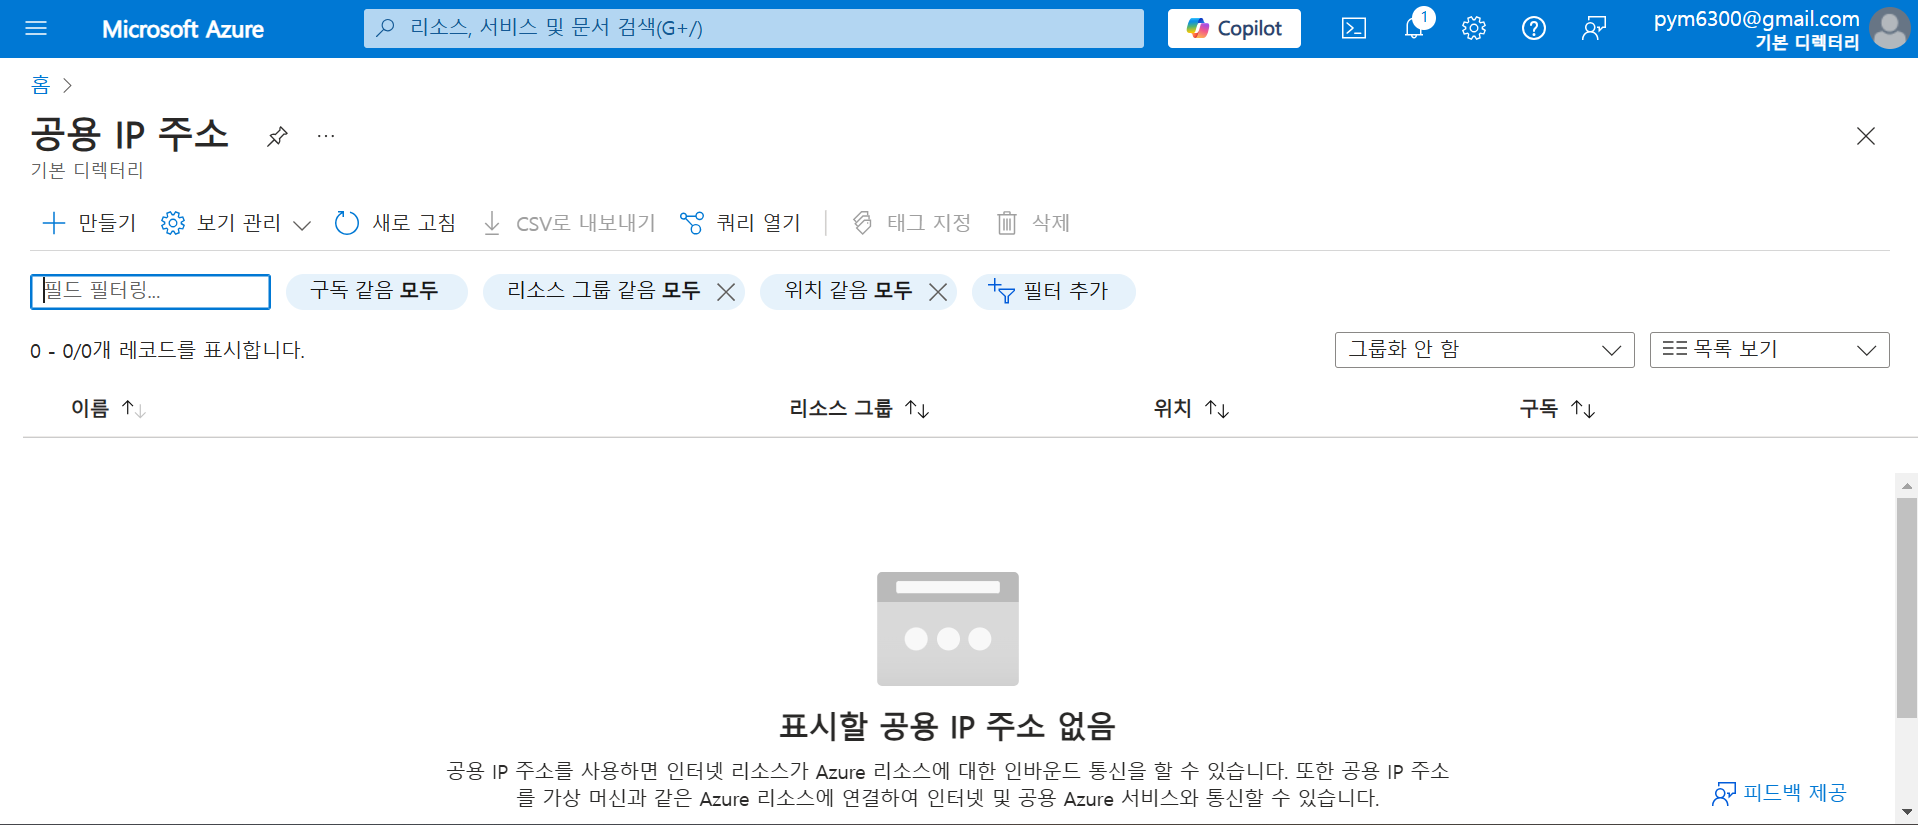 Microsoft Azure
리소스, 서비스 및 문서 검색(G+/)
Copilot
1
pym6300@gmail.com
기본 디렉터리
홈
공용 IP 주소
...
기본 디렉터리
만들기
보기 관리
새로 고침
CSV로 내보내기
쿼리 열기
태그 지정
삭제
필드 필터링...
구독 같음 모두
리소스 그룹 같음 모두
위치 같음 모두
필터 추가
0 - 0/0개 레코드를 표시합니다.
그룹화 안 함
목록 보기
이름
리소스 그룹
위치
구독
표시할 공용 IP 주소 없음
공용 IP 주소를 사용하면 인터넷 리소스가 Azure 리소스에 대한 인바운드 통신을 할 수 있습니다. 또한 공용 IP 주소
를 가상 머신과 같은 Azure 리소스에 연결하여 인터넷 및 공용 Azure 서비스와 통신할 수 있습니다.
피드백 제공